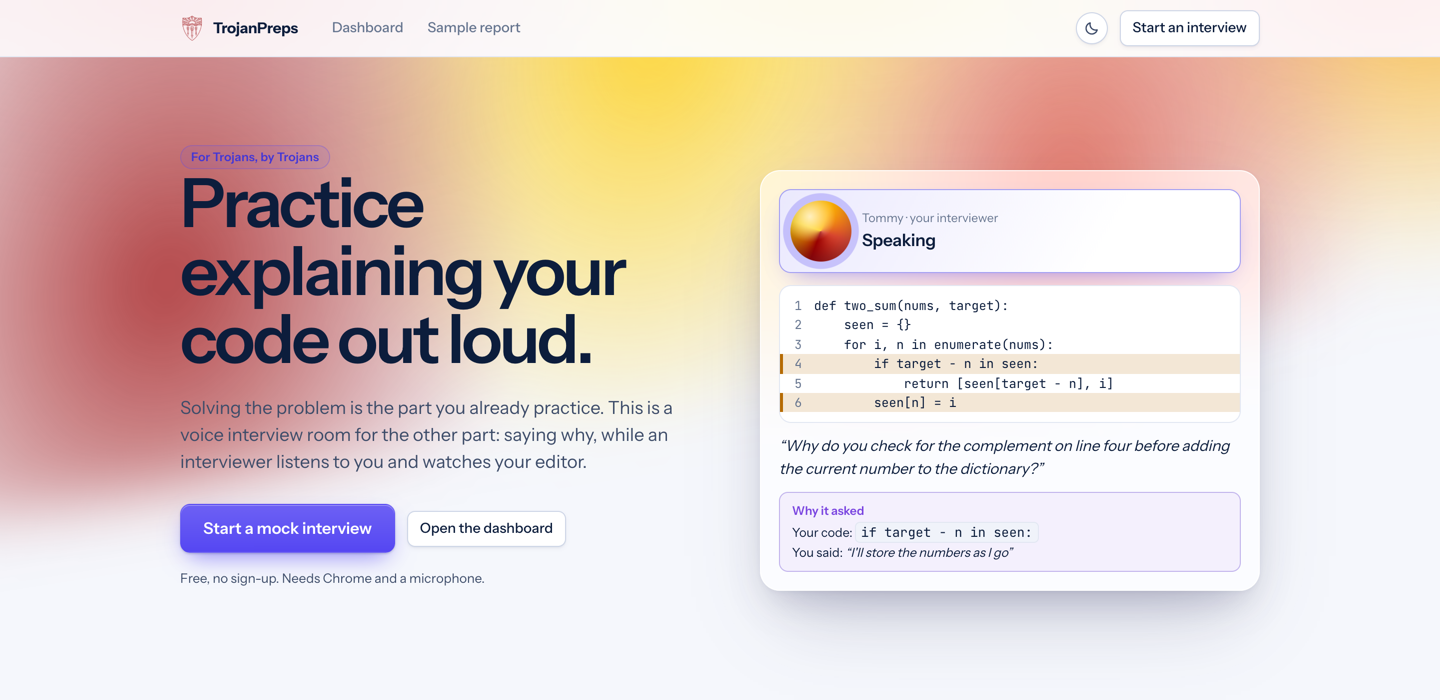 TrojanPreps
Dashboard
Sample report
Start an interview
For Trojans, by Trojans
Practice
explaining your
code out loud.
Solving the problem is the part you already practice. This is a
voice interview room for the other part: saying why, while an
interviewer listens to you and watches your editor.
Start a mock interview
Open the dashboard
Free, no sign-up. Needs Chrome and a microphone.
Tommy · your interviewer
Speaking
1 def two_sum(nums, target):
2     seen = {}
3     for i, n in enumerate(nums):
4         if target - n in seen:
5             return [seen[target - n], i]
6         seen[n] = i
“Why do you check for the complement on line four before adding
the current number to the dictionary?”
Why it asked
Your code: if target - n in seen:
You said: “I’ll store the numbers as I go”